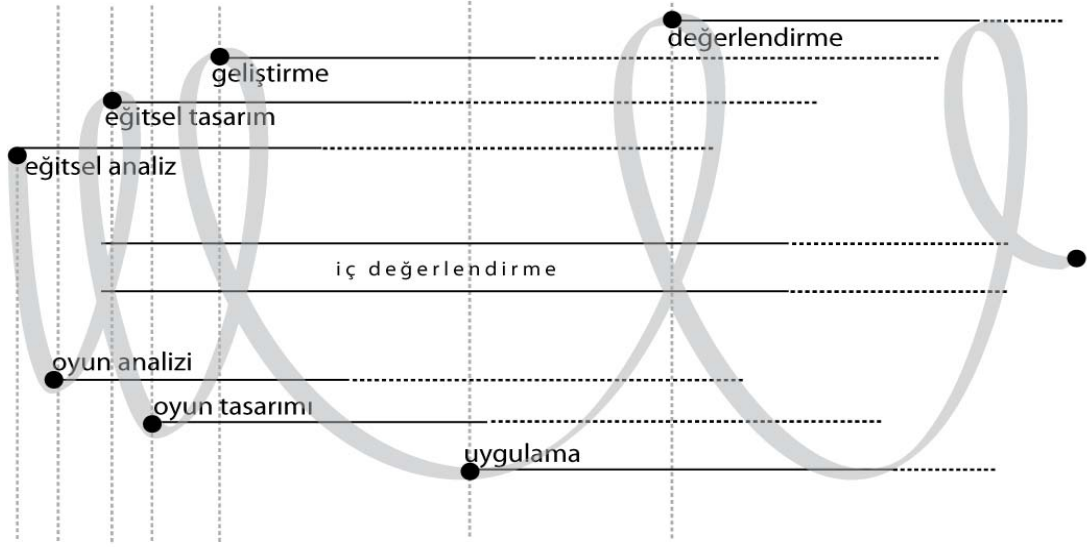 değerlendirme
geliştirme
eğitsel tasarım
eğitsel analiz
iç değerlendirme
oyun analizi
oyun tasarımı
uygulama